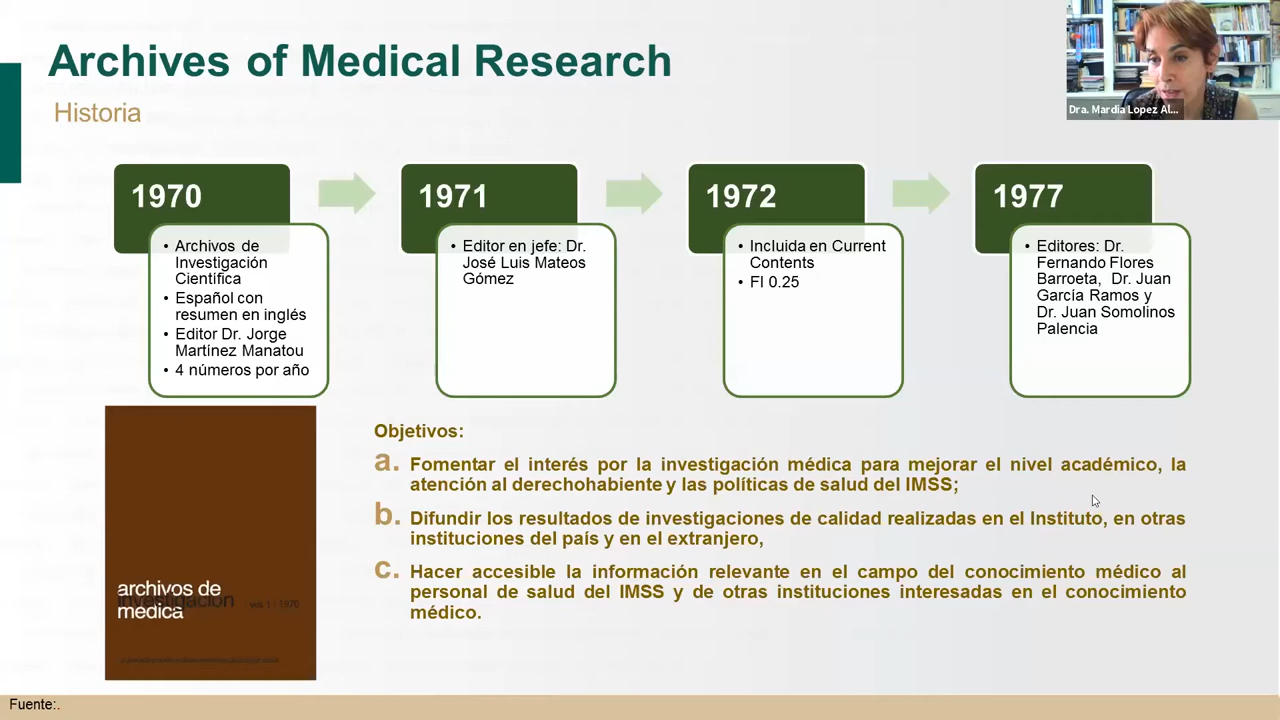 Archives of Medical Research
Historia
Dra. Mardia Lopez Al...
1970
• Archivos de
Investigación
Científica
• Español con
resumen en inglés
• Editor Dr. Jorge
Martínez Manatou
• 4 números por año
1971
• Editor en jefe: Dr.
José Luis Mateos
Gómez
1972
• Incluida en Current
Contents
• FI 0.25
1977
• Editores: Dr.
Fernando Flores
Barroeta, Dr. Juan
García Ramos y
Dr. Juan Somolinos
Palencia
archivos de
investigación vol. 1 / 1970
medica
Objetivos:
a. Fomentar el interés por la investigación médica para mejorar el nivel académico, la
atención al derechohabiente y las políticas de salud del IMSS;
b. Difundir los resultados de investigaciones de calidad realizadas en el Instituto, en otras
instituciones del país y en el extranjero,
c. Hacer accesible la información relevante en el campo del conocimiento médico al
personal de salud del IMSS y de otras instituciones interesadas en el conocimiento
médico.
Fuente:.